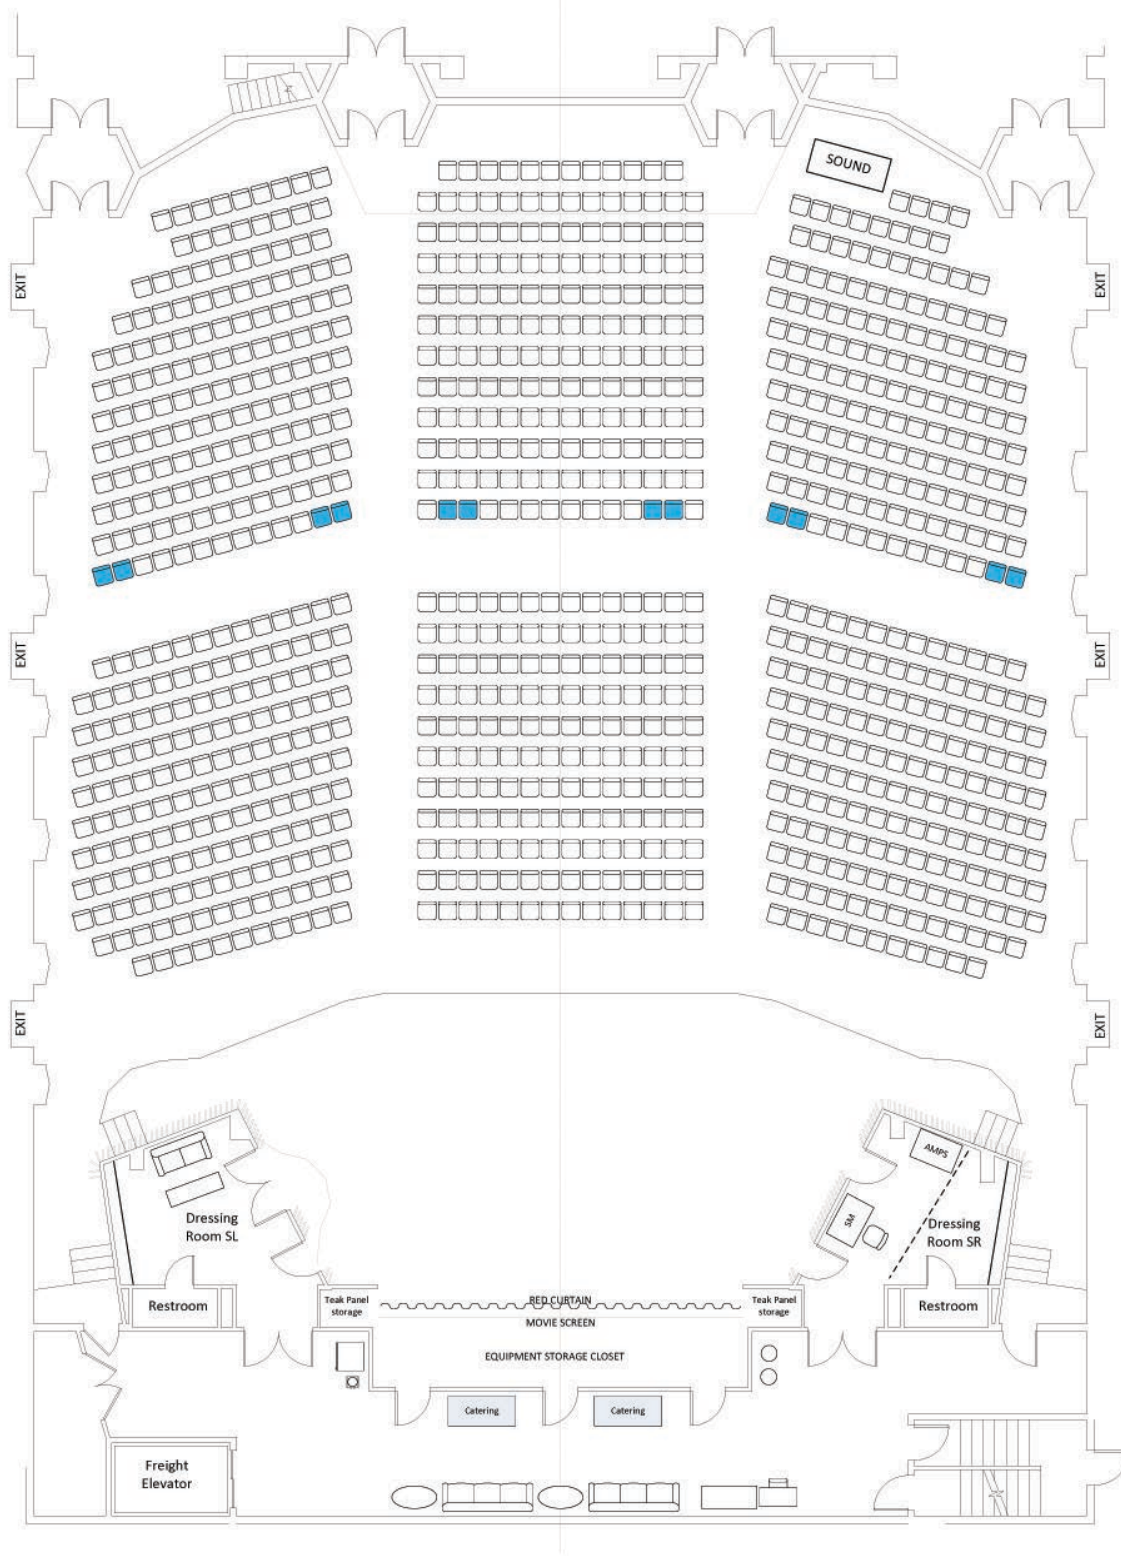 SOUND
EXIT
EXIT
EXIT
EXIT
EXIT
EXIT
AMPS
SM
Dressing
Room SL
Dressing
Room SR
Restroom
Teak Panel
storage
RED CURTAIN
Teak Panel
storage
Restroom
MOVIE SCREEN
EQUIPMENT STORAGE CLOSET
Catering
Catering
Freight
Elevator